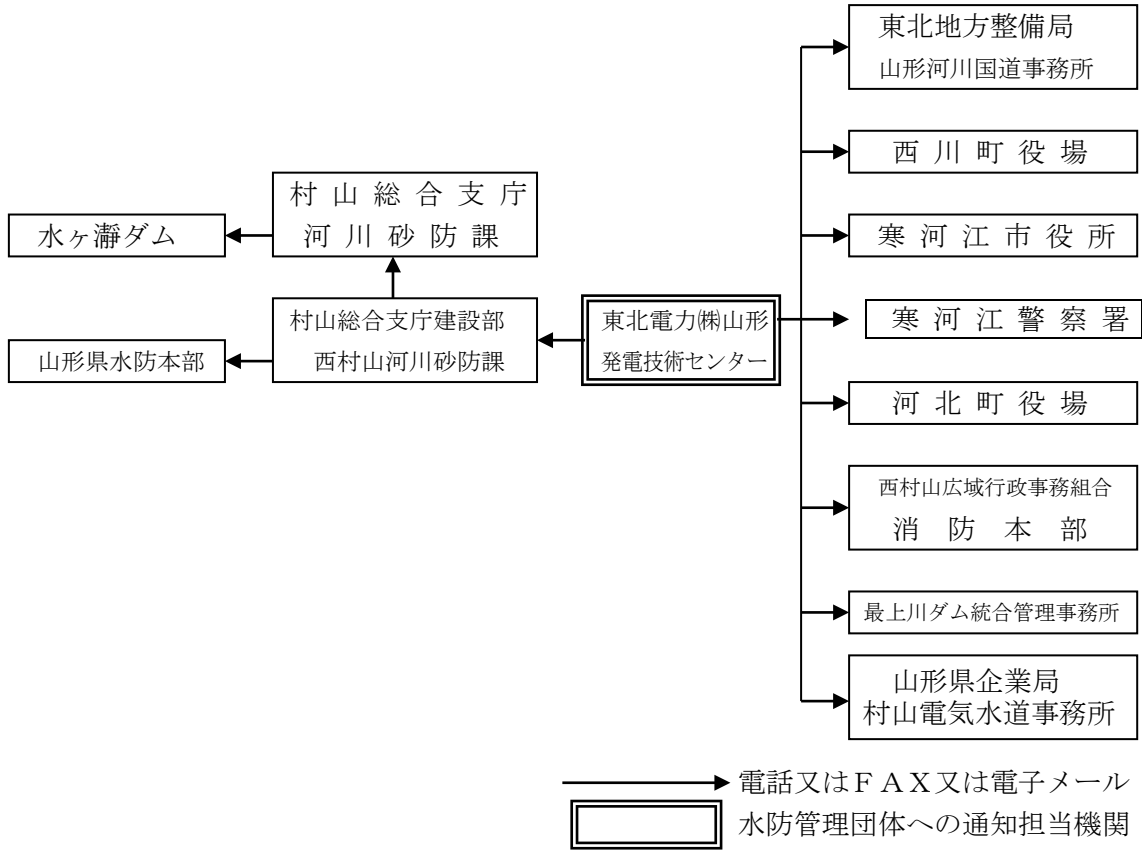 東北地方整備局
山形河川国道事務所
西川町役場
村山総合支庁
河川砂防課
水ヶ瀞ダム
寒河江市役所
村山総合支庁建設部
西村山河川砂防課
東北電力㈱山形
発電技術センター
寒河江警察署
山形県水防本部
河北町役場
西村山広域行政事務組合
消防本部
最上川ダム統合管理事務所
山形県企業局
村山電気水道事務所
電話又はＦＡＸ又は電子メール
水防管理団体への通知担当機関